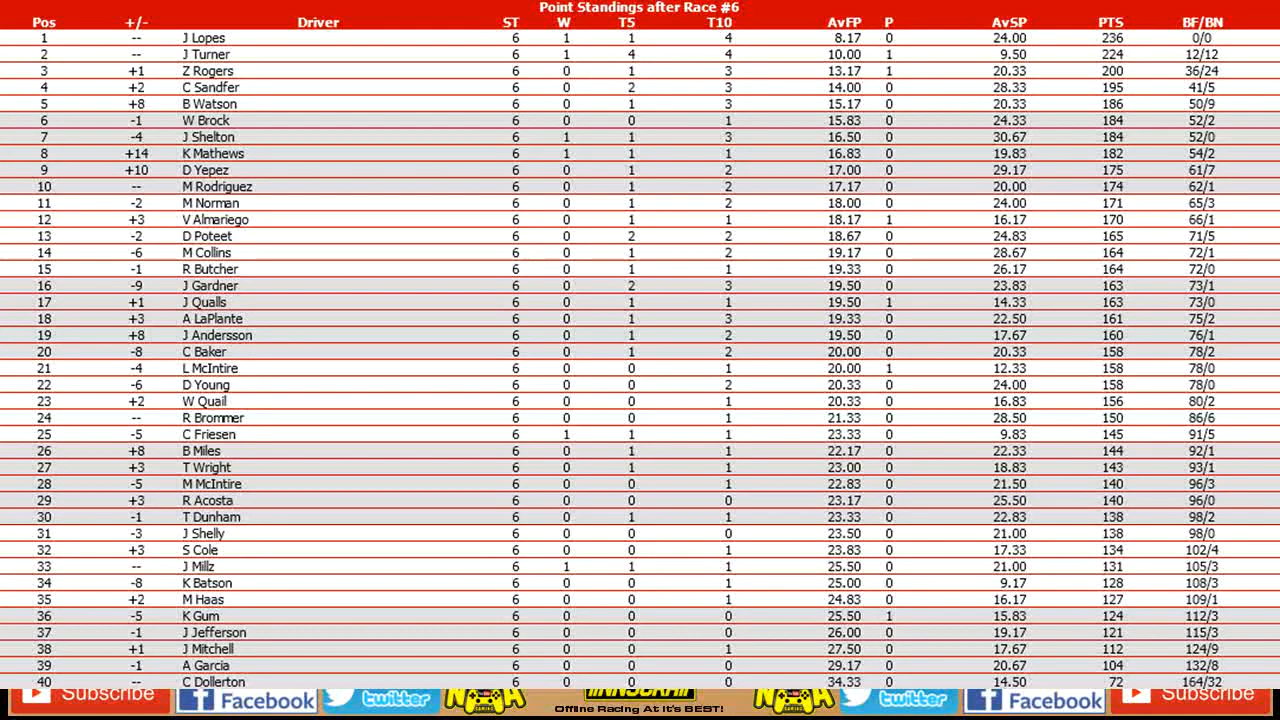 Point Standings after Race #6
Pos +/- Driver ST W T5 T10 AvFP P AvSP PTS BF/BN
1 -- J Lopes 6 1 1 4 8.17 0 24.00 236 0/0
2 -- J Turner 6 1 4 4 10.00 1 9.50 224 12/12
3 +1 Z Rogers 6 0 1 3 13.17 1 20.33 200 36/24
4 +2 C Sandfer 6 0 2 3 14.00 0 28.33 195 41/5
5 +8 B Watson 6 0 1 3 15.17 0 20.33 186 50/9
6 -1 W Brock 6 0 0 1 15.83 0 24.33 184 52/2
7 -4 J Shelton 6 1 1 3 16.50 0 30.67 184 52/0
8 +14 K Mathews 6 1 1 1 16.83 0 19.83 182 54/2
9 +10 D Yepez 6 0 1 2 17.00 0 29.17 175 61/7
10 -- M Rodriguez 6 0 1 2 17.17 0 20.00 174 62/1
11 -2 M Norman 6 0 1 2 18.00 0 24.00 171 65/3
12 +3 V Almariego 6 0 1 1 18.17 1 16.17 170 66/1
13 -2 D Poteet 6 0 2 2 18.67 0 24.83 165 71/5
14 -6 M Collins 6 0 1 2 19.17 0 28.67 164 72/1
15 -1 R Butcher 6 0 1 1 19.33 0 26.17 164 72/0
16 -9 J Gardner 6 0 2 3 19.50 0 23.83 163 73/1
17 +1 J Qualls 6 0 1 1 19.50 1 14.33 163 73/0
18 +3 A LaPlante 6 0 1 3 19.33 0 22.50 161 75/2
19 +8 J Andersson 6 0 1 2 19.50 0 17.67 160 76/1
20 -8 C Baker 6 0 1 2 20.00 0 20.33 158 78/2
21 -4 L McIntire 6 0 0 1 20.00 1 12.33 158 78/0
22 -6 D Young 6 0 0 2 20.33 0 24.00 158 78/0
23 +2 W Quail 6 0 0 1 20.33 0 16.83 156 80/2
24 -- R Brommer 6 0 0 1 21.33 0 28.50 150 86/6
25 -5 C Friesen 6 1 1 1 23.33 0 9.83 145 91/5
26 +8 B Miles 6 0 1 1 22.17 0 22.33 144 92/1
27 +3 T Wright 6 0 1 1 23.00 0 18.83 143 93/1
28 -5 M McIntire 6 0 0 1 22.83 0 21.50 140 96/3
29 +3 R Acosta 6 0 0 0 23.17 0 25.50 140 96/0
30 -1 T Dunham 6 0 1 1 23.33 0 22.83 138 98/2
31 -3 J Shelly 6 0 0 0 23.50 0 21.00 138 98/0
32 +3 S Cole 6 0 0 1 23.83 0 17.33 134 102/4
33 -- J Millz 6 1 1 1 25.50 0 21.00 131 105/3
34 -8 K Batson 6 0 0 1 25.00 0 9.17 128 108/3
35 +2 M Haas 6 0 0 1 24.83 0 16.17 127 109/1
36 -5 K Gum 6 0 0 0 25.50 1 15.83 124 112/3
37 -1 J Jefferson 6 0 0 0 26.00 0 19.17 121 115/3
38 +1 J Mitchell 6 0 0 1 27.50 0 17.67 112 124/9
39 -1 A Garcia 6 0 0 0 29.17 0 20.67 104 132/8
40 -- C Dollerton 6 0 0 0 34.33 0 14.50 72 164/32
Subscribe Facebook twitter Facebook twitter Subscribe
Offline Racing At It's BEST!